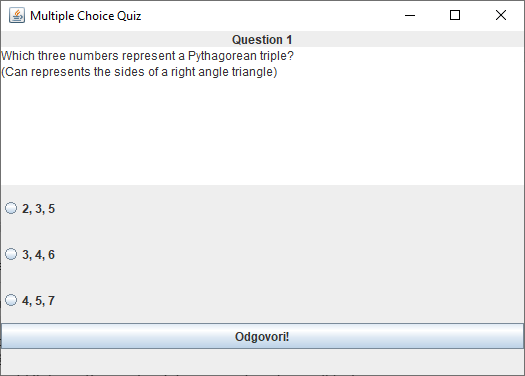 Multiple Choice Quiz
Question 1
Which three numbers represent a Pythagorean triple?
(Can represents the sides of a right angle triangle)
2, 3, 5
3, 4, 6
4, 5, 7
Odgovori!